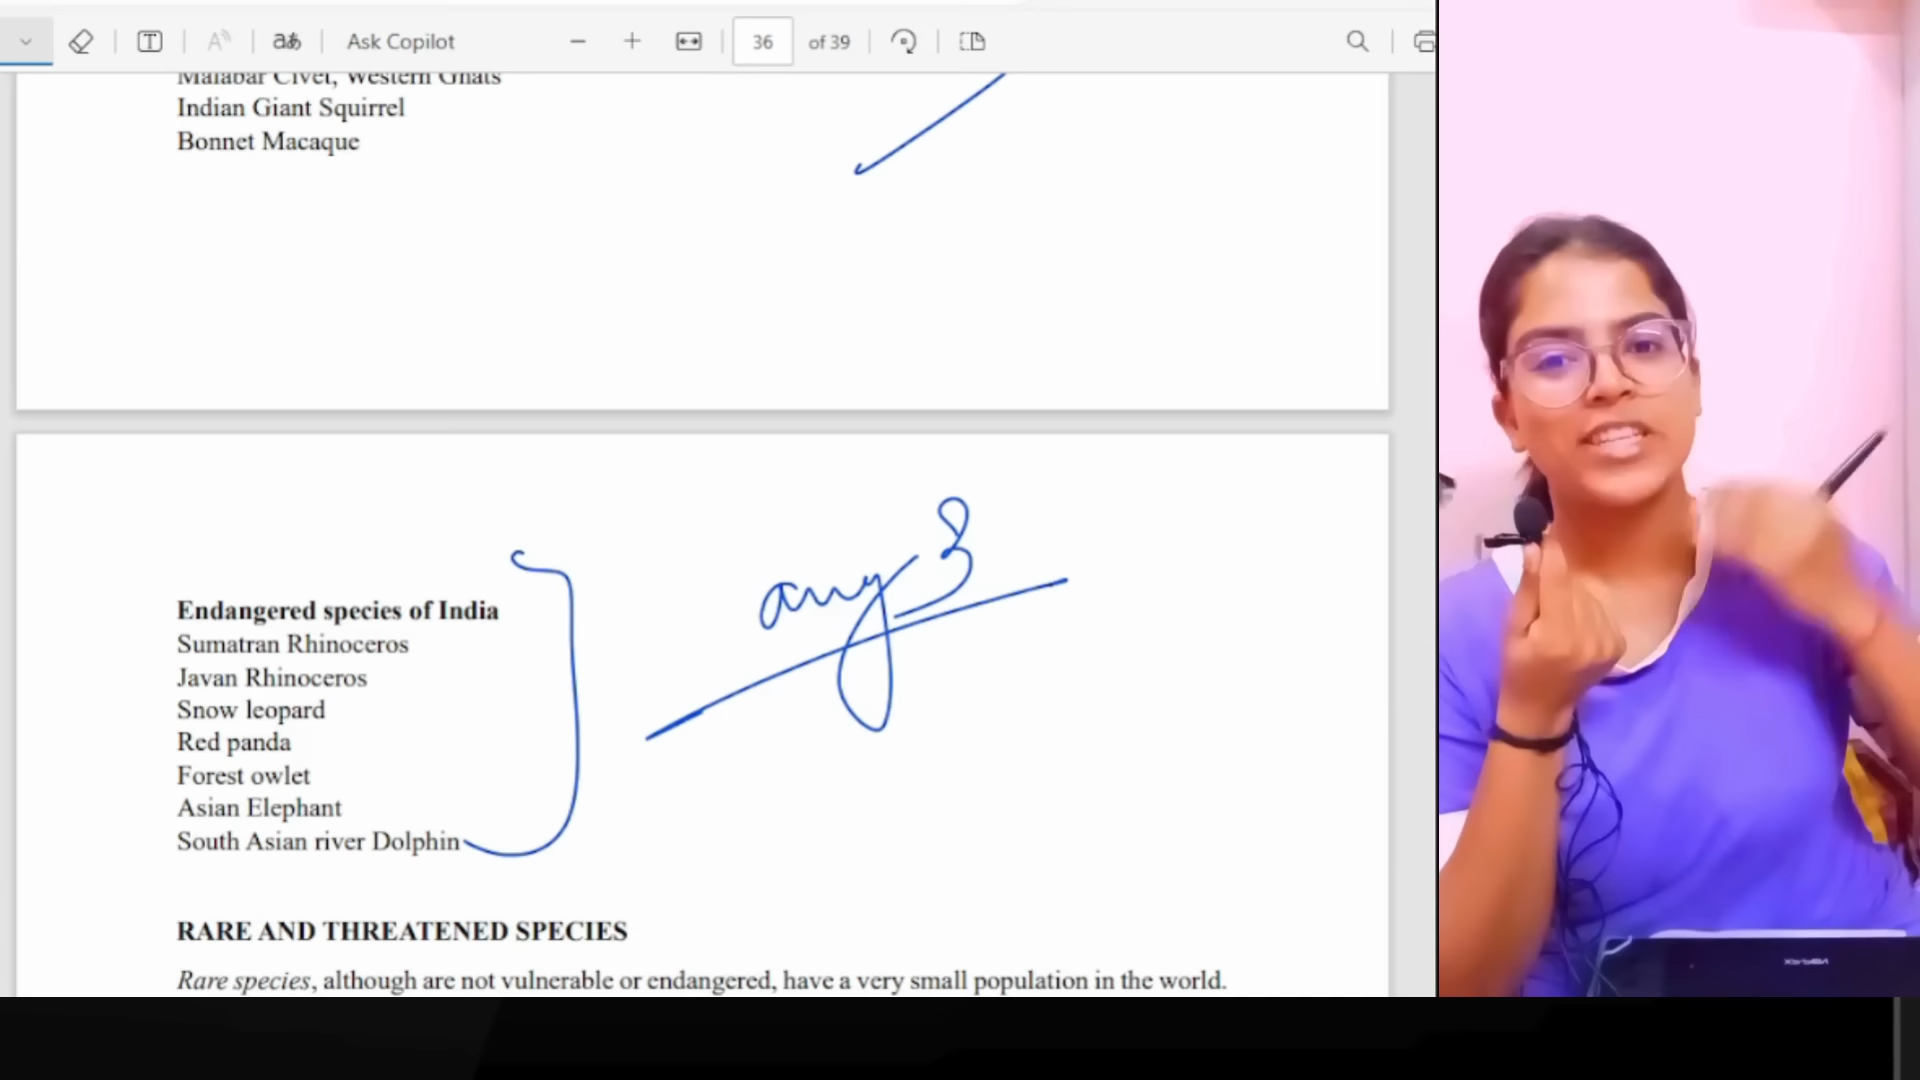 Ask Copilot
36 of 39
Malabar Civet, Western Ghats
Indian Giant Squirrel
Bonnet Macaque
any 3
Endangered species of India
Sumatran Rhinoceros
Javan Rhinoceros
Snow leopard
Red panda
Forest owlet
Asian Elephant
South Asian river Dolphin
RARE AND THREATENED SPECIES
Rare species, although are not vulnerable or endangered, have a very small population in the world.